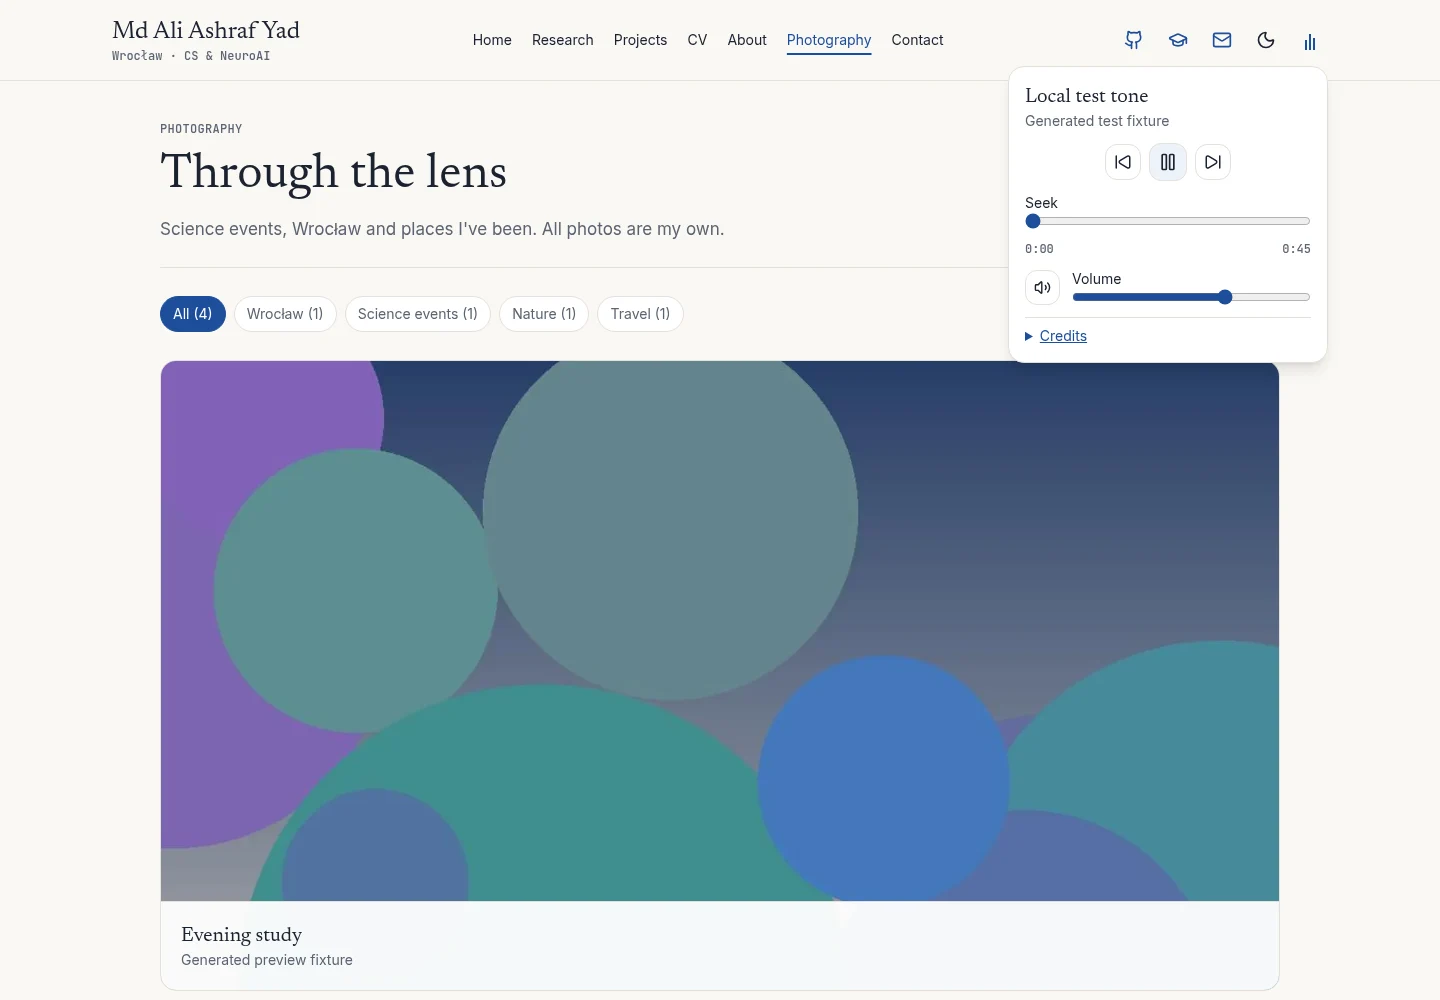 Md Ali Ashraf Yad
Wrocław · CS & NeuroAI
Home Research Projects CV About Photography Contact
Local test tone
Generated test fixture
Seek
0:00 0:45
Volume
Credits
PHOTOGRAPHY
Through the lens
Science events, Wrocław and places I've been. All photos are my own.
All (4) Wrocław (1) Science events (1) Nature (1) Travel (1)
Evening study
Generated preview fixture